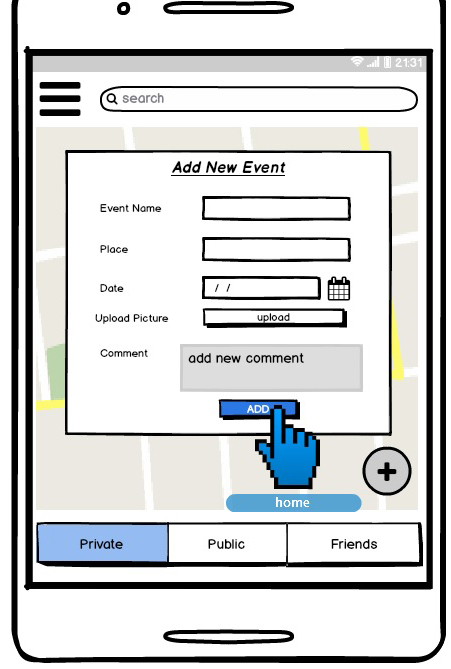 21:31
search
Add New Event
Event Name
Place
Date / /
Upload Picture upload
Comment add new comment
ADD
+
home
Private Public Friends